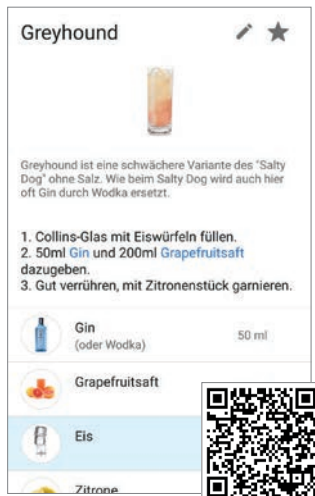 Greyhound
Greyhound ist eine schwächere Variante des "Salty
Dog" ohne Salz. Wie beim Salty Dog wird auch hier
oft Gin durch Wodka ersetzt.
1. Collins-Glas mit Eiswürfeln füllen.
2. 50ml Gin und 200ml Grapefruitsaft
dazugeben.
3. Gut verrühren, mit Zitronenstück garnieren.
Gin 50 ml
(oder Wodka)
Grapefruitsaft
Eis
Zitrone